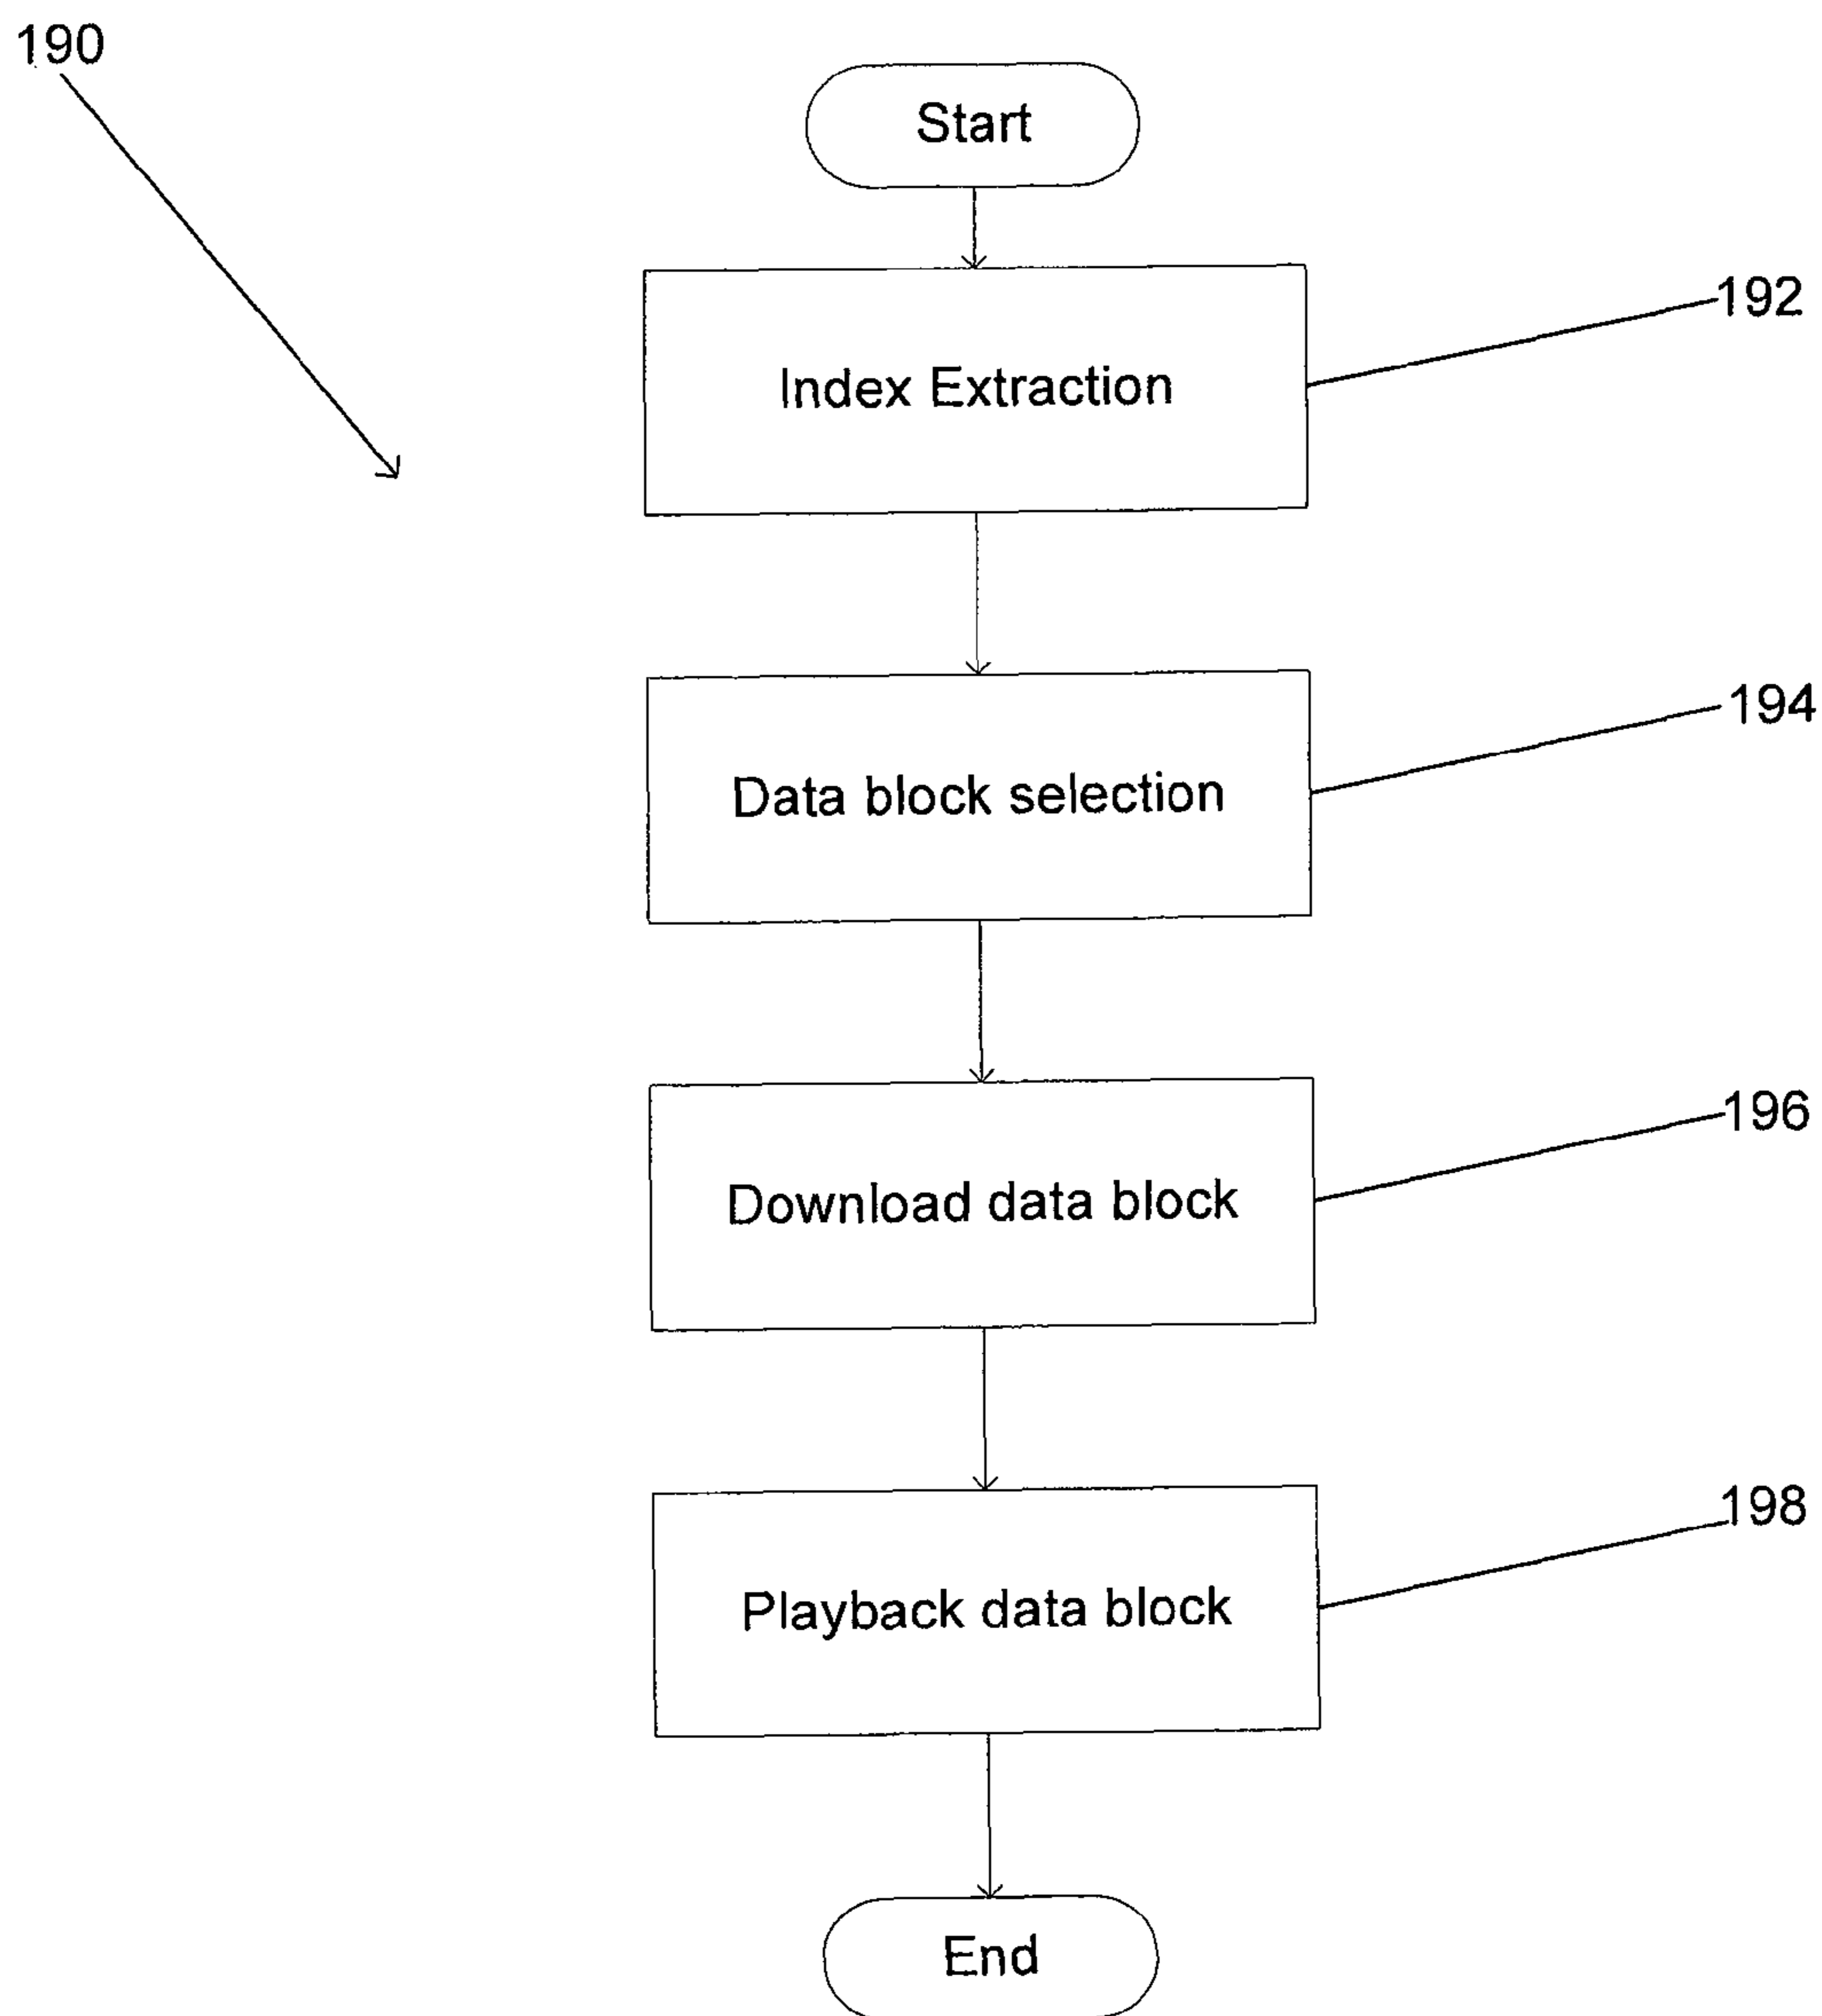 190
Start
192
Index Extraction
194
Data block selection
196
Download data block
198
Playback data block
End